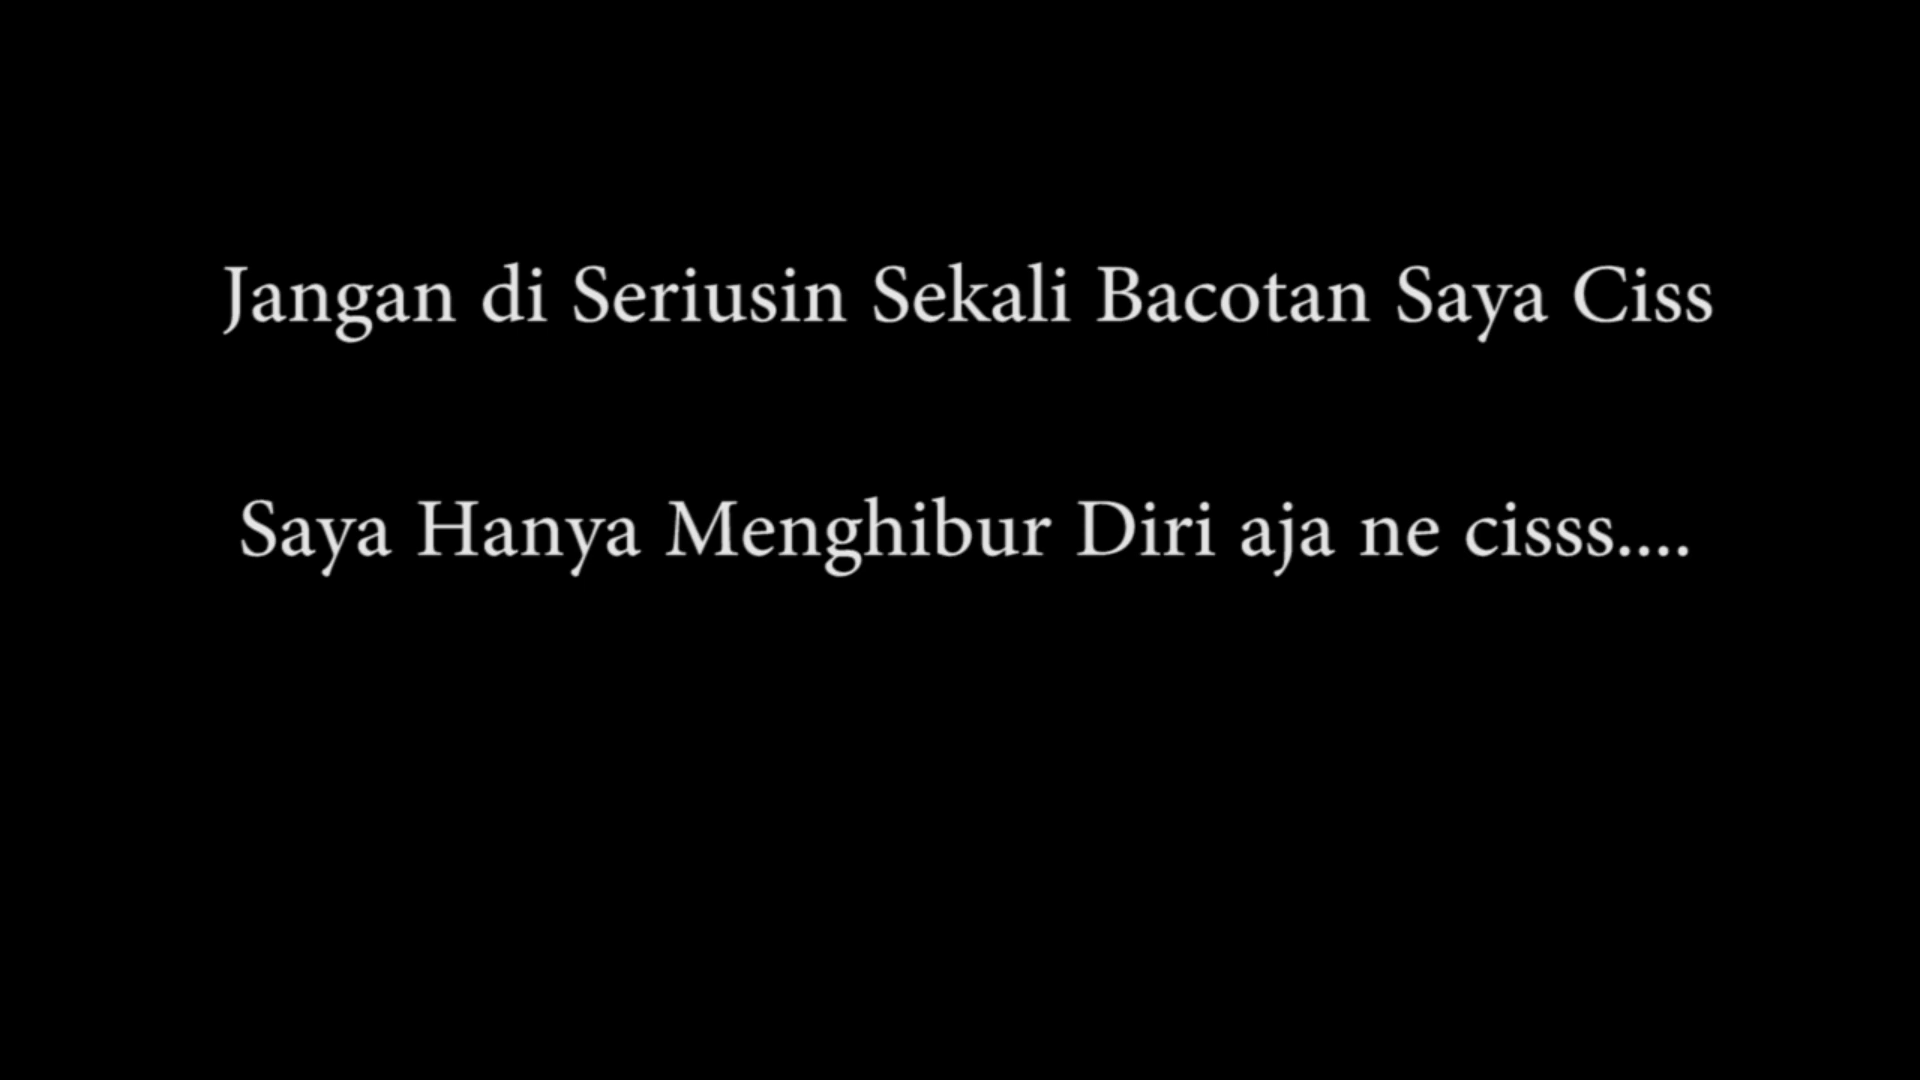 Jangan di Seriusin Sekali Bacotan Saya Ciss
Saya Hanya Menghibur Diri aja ne cisss....